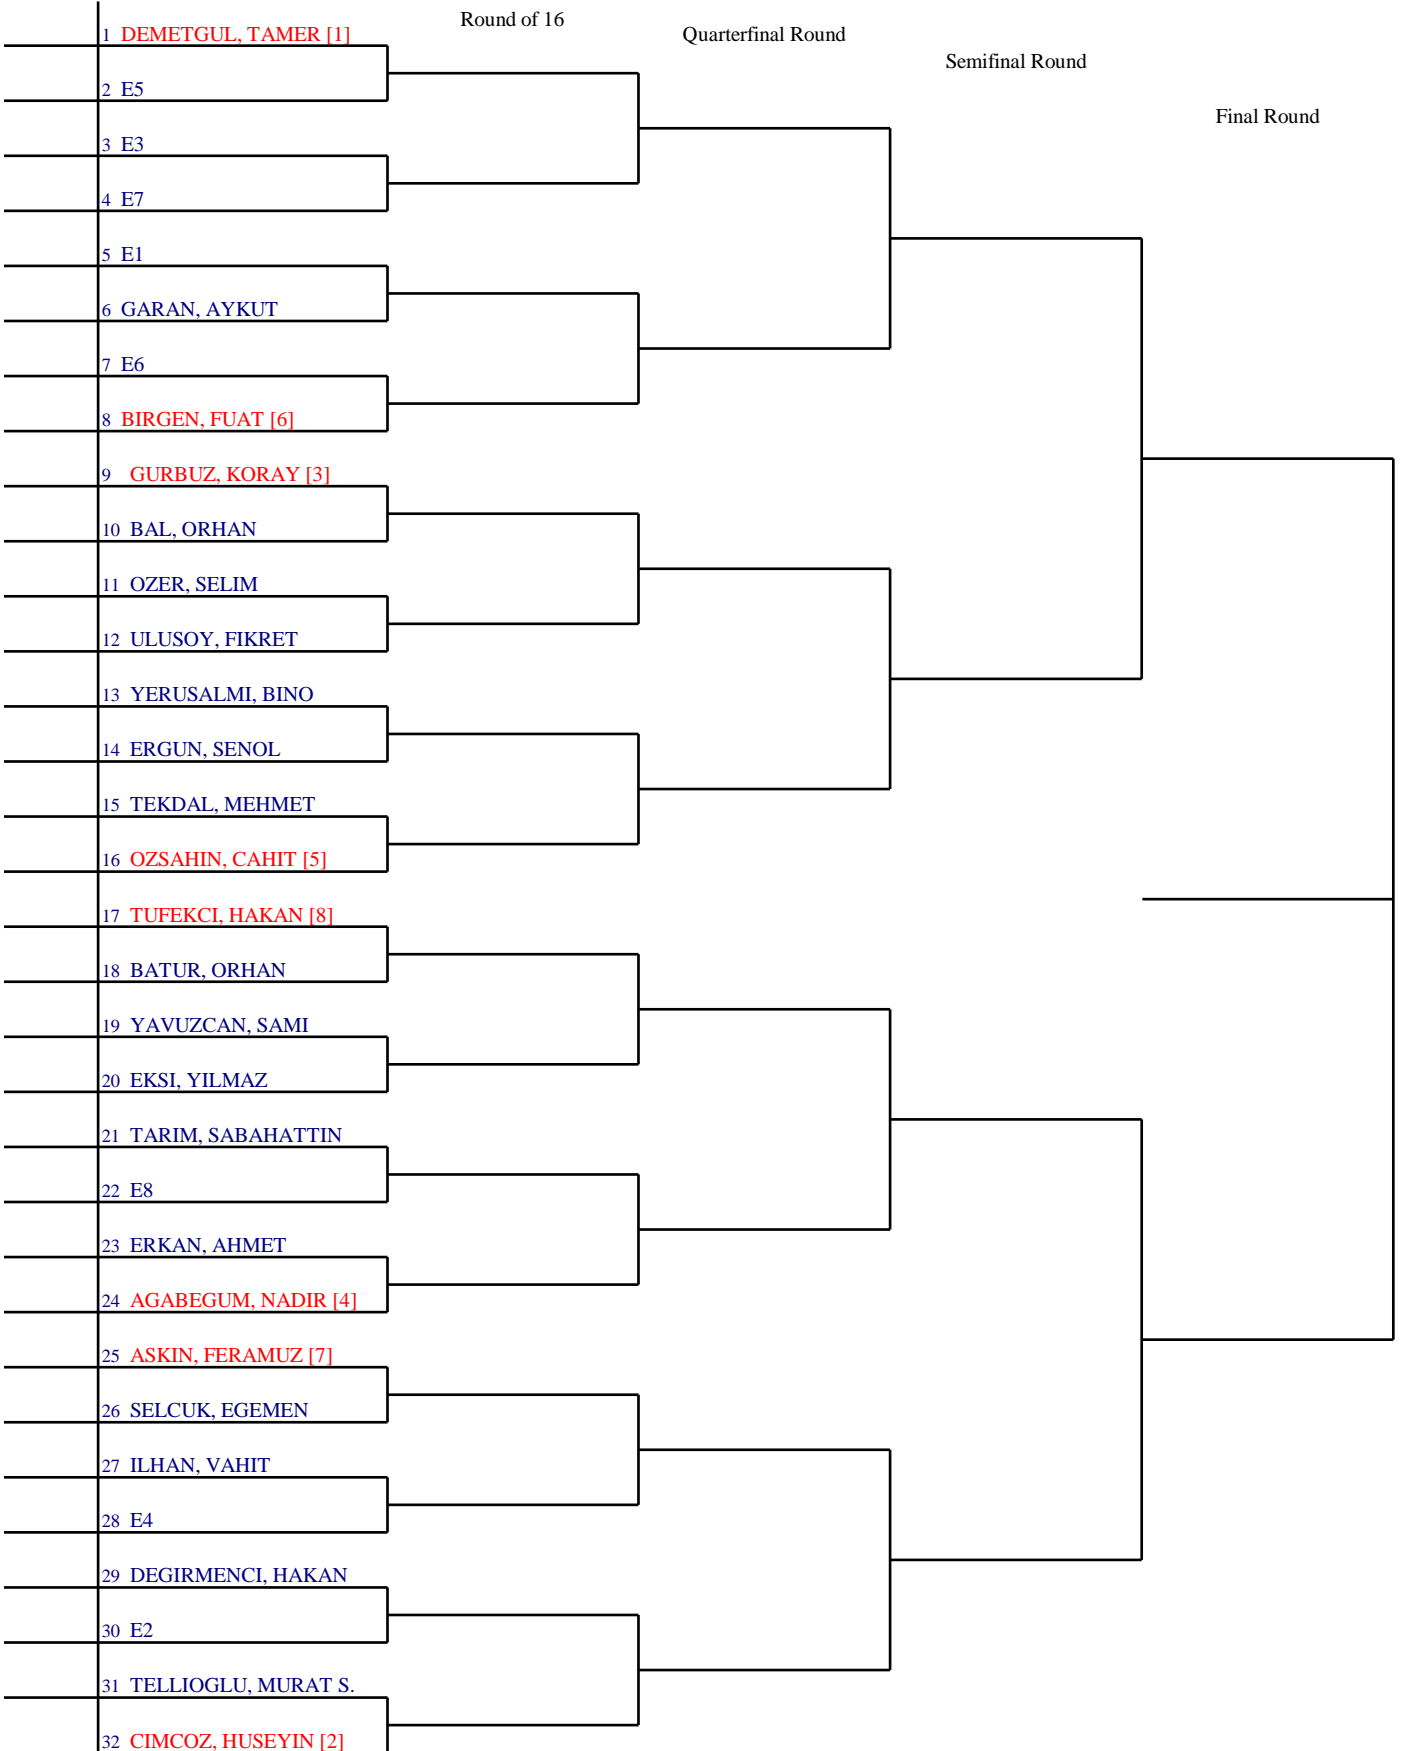 Round of 16
Quarterfinal Round
Semifinal Round
Final Round
1 DEMETGUL, TAMER [1]
2 E5
3 E3
4 E7
5 E1
6 GARAN, AYKUT
7 E6
8 BIRGEN, FUAT [6]
9 GURBUZ, KORAY [3]
10 BAL, ORHAN
11 OZER, SELIM
12 ULUSOY, FIKRET
13 YERUSALMI, BINO
14 ERGUN, SENOL
15 TEKDAL, MEHMET
16 OZSAHIN, CAHIT [5]
17 TUFEKCI, HAKAN [8]
18 BATUR, ORHAN
19 YAVUZCAN, SAMI
20 EKSI, YILMAZ
21 TARIM, SABAHATTIN
22 E8
23 ERKAN, AHMET
24 AGABEGUM, NADIR [4]
25 ASKIN, FERAMUZ [7]
26 SELCUK, EGEMEN
27 ILHAN, VAHIT
28 E4
29 DEGIRMENCI, HAKAN
30 E2
31 TELLIOGLU, MURAT S.
32 CIMCOZ, HUSEYIN [2]